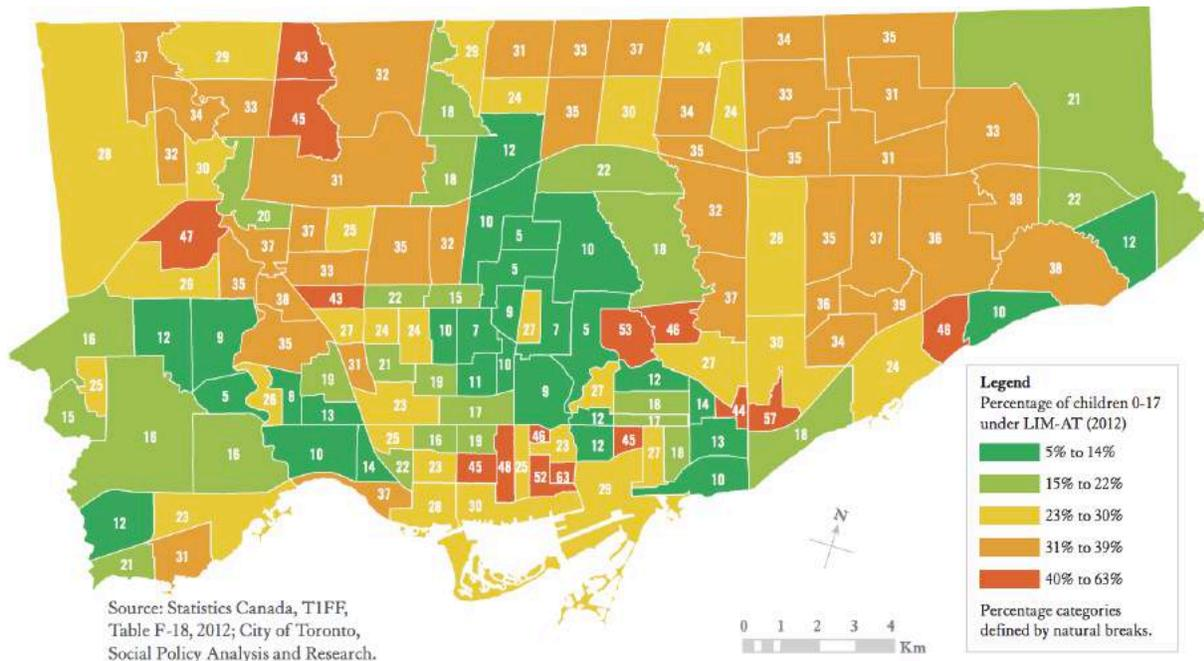 37 29 43 32 29 31 33 37 24 34 35
34 33 45 18 24 35 30 34 24 33 31 21
28 32 30 12 35 35 31 33
31 18 22
20 10 5 10 18 32 28 35 37 36 39 22 12
47 37 37 25 35 32
33 5 38
26 35 38 43 22 15 9 27 7 5 53 46 37 36 39 48 10
16 12 9 35 27 24 24 10 7 30 34 24
31 21 10 27
25 5 26 8 19 19 11 9 27 12
15 13 23 17 12 18 14 44 57
16 16 10 14 25 16 19 46 23 12 45 17 13 18
22 23 45 48 25 52 63 27 18
12 23 37 28 30 29 10
21 31
N
Source: Statistics Canada, T1FF,
Table F-18, 2012; City of Toronto,
Social Policy Analysis and Research.
0 1 2 3 4
Km
Legend
Percentage of children 0-17
under LIM-AT (2012)
5% to 14%
15% to 22%
23% to 30%
31% to 39%
40% to 63%
Percentage categories
defined by natural breaks.